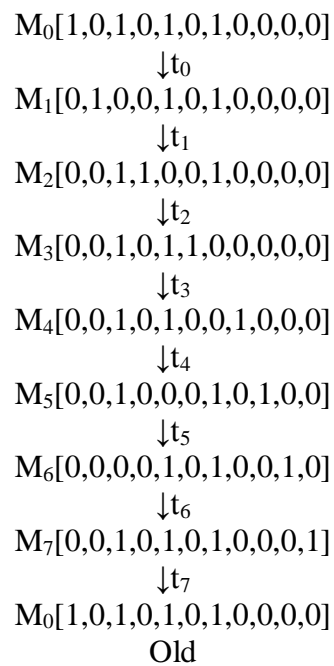 M₀[1,0,1,0,1,0,1,0,0,0,0]
↓t₀
M₁[0,1,0,0,1,0,1,0,0,0,0]
↓t₁
M₂[0,0,1,1,0,0,1,0,0,0,0]
↓t₂
M₃[0,0,1,0,1,1,0,0,0,0,0]
↓t₃
M₄[0,0,1,0,1,0,0,1,0,0,0]
↓t₄
M₅[0,0,1,0,0,0,1,0,1,0,0]
↓t₅
M₆[0,0,0,0,1,0,1,0,0,1,0]
↓t₆
M₇[0,0,1,0,1,0,1,0,0,0,1]
↓t₇
M₀[1,0,1,0,1,0,1,0,0,0,0]
Old